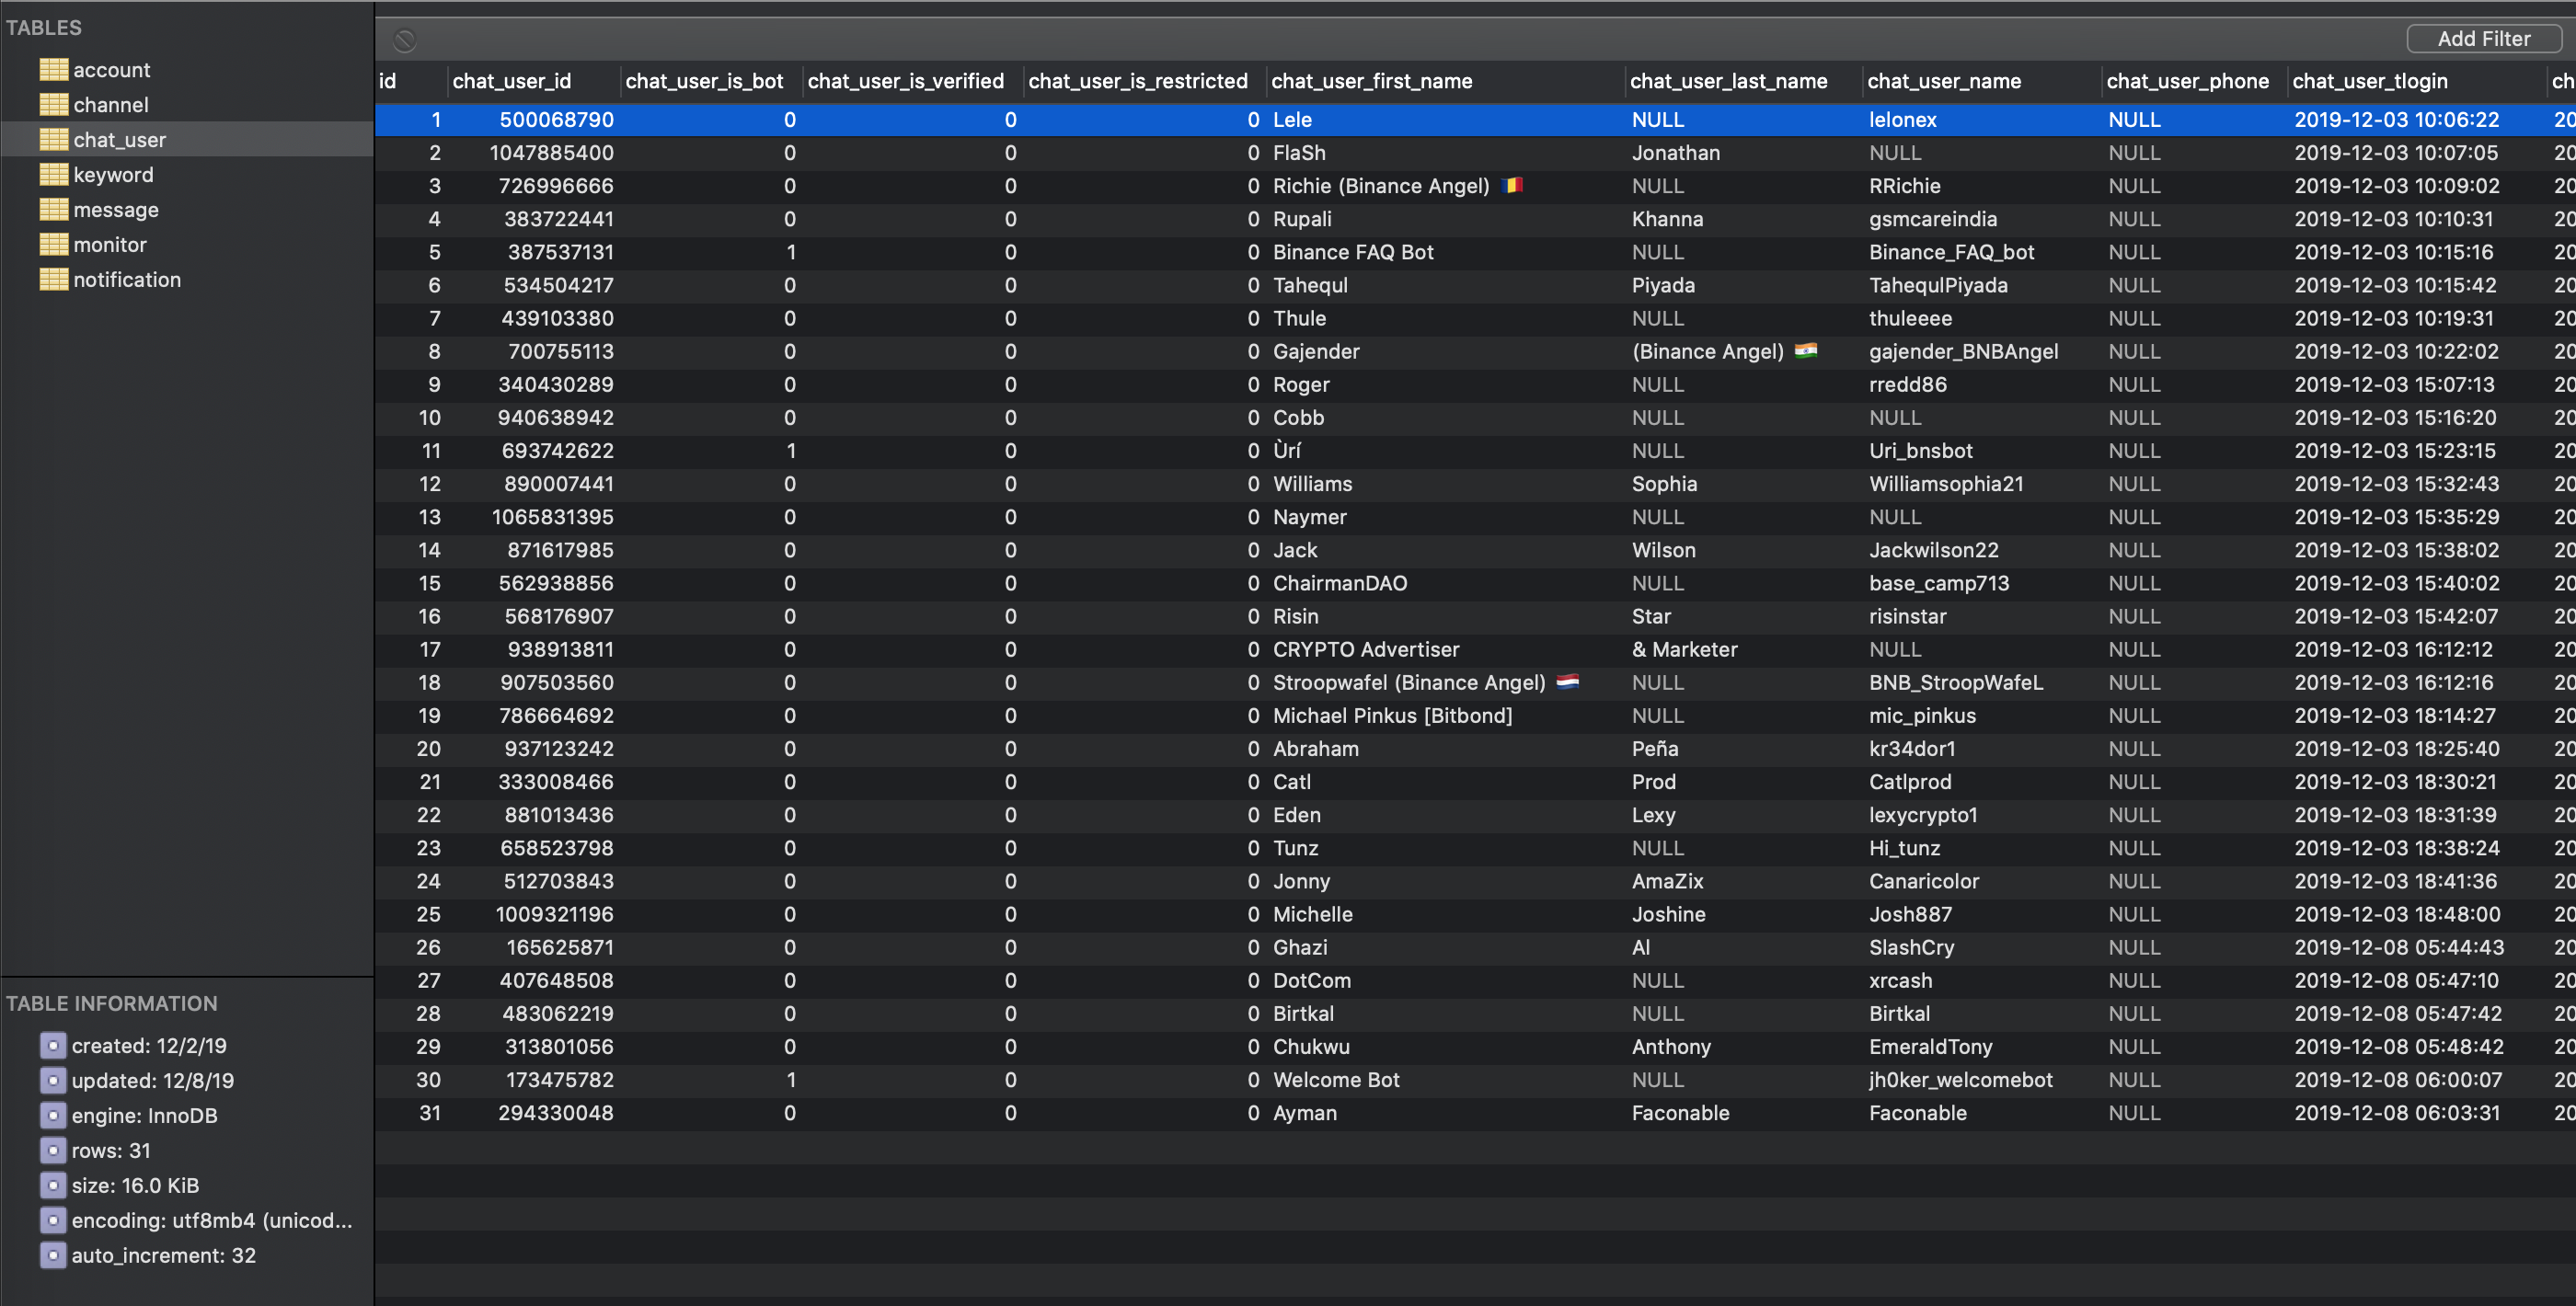 TABLES
account
channel
chat_user
keyword
message
monitor
notification
TABLE INFORMATION
created: 12/2/19
updated: 12/8/19
engine: InnoDB
rows: 31
size: 16.0 KiB
encoding: utf8mb4 (unicod...
auto_increment: 32
Add Filter
id chat_user_id chat_user_is_bot chat_user_is_verified chat_user_is_restricted chat_user_first_name chat_user_last_name chat_user_name chat_user_phone chat_user_tlogin ch
1 500068790 0 0 0 Lele NULL lelonex NULL 2019-12-03 10:06:22 20
2 1047885400 0 0 0 FlaSh Jonathan NULL NULL 2019-12-03 10:07:05 20
3 726996666 0 0 0 Richie (Binance Angel) 🇷🇴 NULL RRichie NULL 2019-12-03 10:09:02 20
4 383722441 0 0 0 Rupali Khanna gsmcareindia NULL 2019-12-03 10:10:31 20
5 387537131 1 0 0 Binance FAQ Bot NULL Binance_FAQ_bot NULL 2019-12-03 10:15:16 20
6 534504217 0 0 0 Tahequl Piyada TahequlPiyada NULL 2019-12-03 10:15:42 20
7 439103380 0 0 0 Thule NULL thuleeee NULL 2019-12-03 10:19:31 20
8 700755113 0 0 0 Gajender (Binance Angel) 🇮🇳 gajender_BNBAngel NULL 2019-12-03 10:22:02 20
9 340430289 0 0 0 Roger NULL rredd86 NULL 2019-12-03 15:07:13 20
10 940638942 0 0 0 Cobb NULL NULL NULL 2019-12-03 15:16:20 20
11 693742622 1 0 0 Ùrí NULL Uri_bnsbot NULL 2019-12-03 15:23:15 20
12 890007441 0 0 0 Williams Sophia Williamsophia21 NULL 2019-12-03 15:32:43 20
13 1065831395 0 0 0 Naymer NULL NULL NULL 2019-12-03 15:35:29 20
14 871617985 0 0 0 Jack Wilson Jackwilson22 NULL 2019-12-03 15:38:02 20
15 562938856 0 0 0 ChairmanDAO NULL base_camp713 NULL 2019-12-03 15:40:02 20
16 568176907 0 0 0 Risin Star risinstar NULL 2019-12-03 15:42:07 20
17 938913811 0 0 0 CRYPTO Advertiser & Marketer NULL NULL 2019-12-03 16:12:12 20
18 907503560 0 0 0 Stroopwafel (Binance Angel) 🇳🇱 NULL BNB_StroopWafeL NULL 2019-12-03 16:12:16 20
19 786664692 0 0 0 Michael Pinkus [Bitbond] NULL mic_pinkus NULL 2019-12-03 18:14:27 20
20 937123242 0 0 0 Abraham Peña kr34dor1 NULL 2019-12-03 18:25:40 20
21 333008466 0 0 0 Catl Prod Catlprod NULL 2019-12-03 18:30:21 20
22 881013436 0 0 0 Eden Lexy lexycrypto1 NULL 2019-12-03 18:31:39 20
23 658523798 0 0 0 Tunz NULL Hi_tunz NULL 2019-12-03 18:38:24 20
24 512703843 0 0 0 Jonny AmaZix Canaricolor NULL 2019-12-03 18:41:36 20
25 1009321196 0 0 0 Michelle Joshine Josh887 NULL 2019-12-03 18:48:00 20
26 165625871 0 0 0 Ghazi Al SlashCry NULL 2019-12-08 05:44:43 20
27 407648508 0 0 0 DotCom NULL xrcash NULL 2019-12-08 05:47:10 20
28 483062219 0 0 0 Birtkal NULL Birtkal NULL 2019-12-08 05:47:42 20
29 313801056 0 0 0 Chukwu Anthony EmeraldTony NULL 2019-12-08 05:48:42 20
30 173475782 1 0 0 Welcome Bot NULL jh0ker_welcomebot NULL 2019-12-08 06:00:07 20
31 294330048 0 0 0 Ayman Faconable Faconable NULL 2019-12-08 06:03:31 20